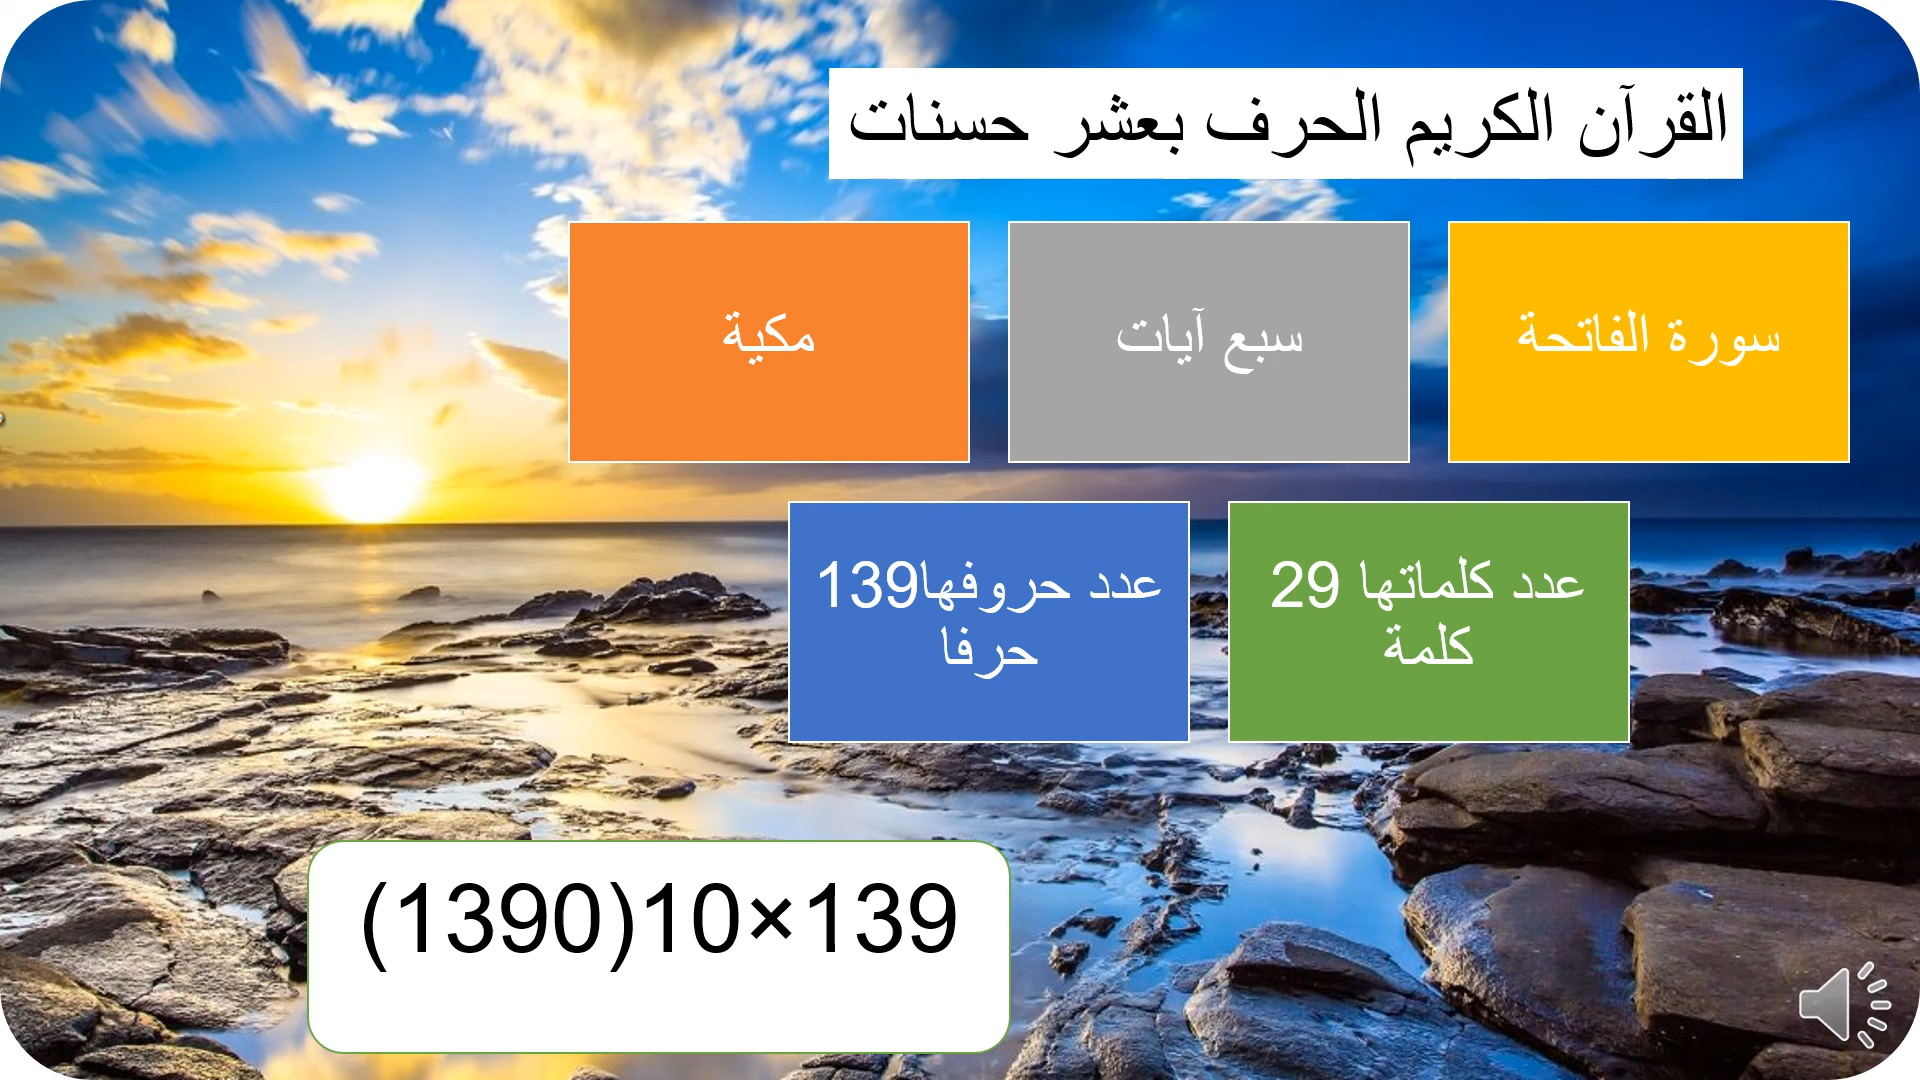 القرآن الكريم الحرف بعشر حسنات
سورة الفاتحة
سبع آيات
مكية
عدد كلماتها 29
كلمة
عدد حروفها139
حرفا
139×10(1390)